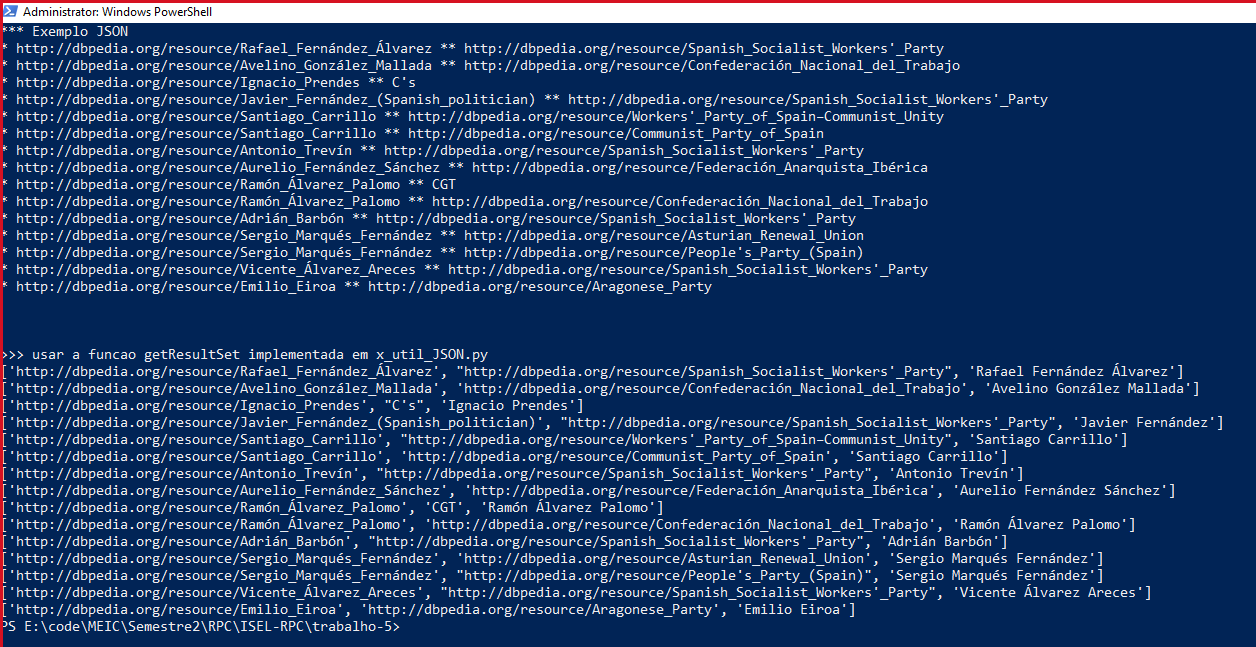 Administrator: Windows PowerShell
*** Exemplo JSON
* http://dbpedia.org/resource/Rafael_Fernández_Álvarez ** http://dbpedia.org/resource/Spanish_Socialist_Workers'_Party
* http://dbpedia.org/resource/Avelino_González_Mallada ** http://dbpedia.org/resource/Confederación_Nacional_del_Trabajo
* http://dbpedia.org/resource/Ignacio_Prendes ** C's
* http://dbpedia.org/resource/Javier_Fernández_(Spanish_politician) ** http://dbpedia.org/resource/Spanish_Socialist_Workers'_Party
* http://dbpedia.org/resource/Santiago_Carrillo ** http://dbpedia.org/resource/Workers'_Party_of_Spain–Communist_Unity
* http://dbpedia.org/resource/Santiago_Carrillo ** http://dbpedia.org/resource/Communist_Party_of_Spain
* http://dbpedia.org/resource/Antonio_Trevín ** http://dbpedia.org/resource/Spanish_Socialist_Workers'_Party
* http://dbpedia.org/resource/Aurelio_Fernández_Sánchez ** http://dbpedia.org/resource/Federación_Anarquista_Ibérica
* http://dbpedia.org/resource/Ramón_Álvarez_Palomo ** CGT
* http://dbpedia.org/resource/Ramón_Álvarez_Palomo ** http://dbpedia.org/resource/Confederación_Nacional_del_Trabajo
* http://dbpedia.org/resource/Adrián_Barbón ** http://dbpedia.org/resource/Spanish_Socialist_Workers'_Party
* http://dbpedia.org/resource/Sergio_Marqués_Fernández ** http://dbpedia.org/resource/Asturian_Renewal_Union
* http://dbpedia.org/resource/Sergio_Marqués_Fernández ** http://dbpedia.org/resource/People's_Party_(Spain)
* http://dbpedia.org/resource/Vicente_Álvarez_Areces ** http://dbpedia.org/resource/Spanish_Socialist_Workers'_Party
* http://dbpedia.org/resource/Emilio_Eiroa ** http://dbpedia.org/resource/Aragonese_Party
>>> usar a funcao getResultSet implementada em x_util_JSON.py
['http://dbpedia.org/resource/Rafael_Fernández_Álvarez', "http://dbpedia.org/resource/Spanish_Socialist_Workers'_Party", 'Rafael Fernández Álvarez']
['http://dbpedia.org/resource/Avelino_González_Mallada', 'http://dbpedia.org/resource/Confederación_Nacional_del_Trabajo', 'Avelino González Mallada']
['http://dbpedia.org/resource/Ignacio_Prendes', "C's", 'Ignacio Prendes']
['http://dbpedia.org/resource/Javier_Fernández_(Spanish_politician)', "http://dbpedia.org/resource/Spanish_Socialist_Workers'_Party", 'Javier Fernández']
['http://dbpedia.org/resource/Santiago_Carrillo', "http://dbpedia.org/resource/Workers'_Party_of_Spain–Communist_Unity", 'Santiago Carrillo']
['http://dbpedia.org/resource/Santiago_Carrillo', 'http://dbpedia.org/resource/Communist_Party_of_Spain', 'Santiago Carrillo']
['http://dbpedia.org/resource/Antonio_Trevín', "http://dbpedia.org/resource/Spanish_Socialist_Workers'_Party", 'Antonio Trevín']
['http://dbpedia.org/resource/Aurelio_Fernández_Sánchez', 'http://dbpedia.org/resource/Federación_Anarquista_Ibérica', 'Aurelio Fernández Sánchez']
['http://dbpedia.org/resource/Ramón_Álvarez_Palomo', 'CGT', 'Ramón Álvarez Palomo']
['http://dbpedia.org/resource/Ramón_Álvarez_Palomo', 'http://dbpedia.org/resource/Confederación_Nacional_del_Trabajo', 'Ramón Álvarez Palomo']
['http://dbpedia.org/resource/Adrián_Barbón', "http://dbpedia.org/resource/Spanish_Socialist_Workers'_Party", 'Adrián Barbón']
['http://dbpedia.org/resource/Sergio_Marqués_Fernández', 'http://dbpedia.org/resource/Asturian_Renewal_Union', 'Sergio Marqués Fernández']
['http://dbpedia.org/resource/Sergio_Marqués_Fernández', "http://dbpedia.org/resource/People's_Party_(Spain)", 'Sergio Marqués Fernández']
['http://dbpedia.org/resource/Vicente_Álvarez_Areces', "http://dbpedia.org/resource/Spanish_Socialist_Workers'_Party", 'Vicente Álvarez Areces']
['http://dbpedia.org/resource/Emilio_Eiroa', 'http://dbpedia.org/resource/Aragonese_Party', 'Emilio Eiroa']
PS E:\code\MEIC\Semestre2\RPC\ISEL-RPC\trabalho-5>